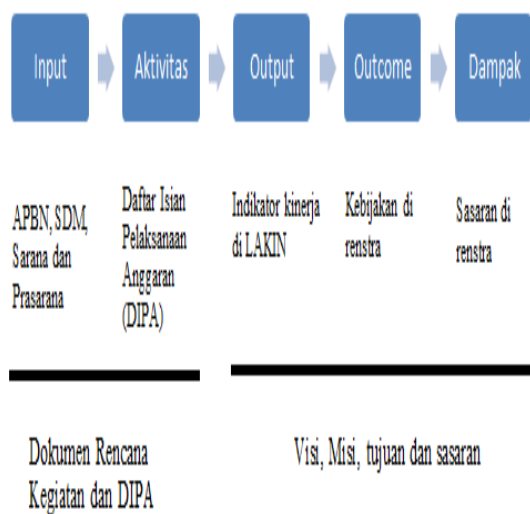 Input
Aktivitas
Output
Outcome
Dampak
APBN, SDM,
Sarana dan
Prasarana
Daftar Isian
Pelaksanaan
Anggaran
(DIPA)
Indikator kinerja
di LAKIN
Kebijakan di
renstra
Sasaran di
renstra
Dokumen Rencana
Kegiatan dan DIPA
Visi, Misi, tujuan dan sasaran